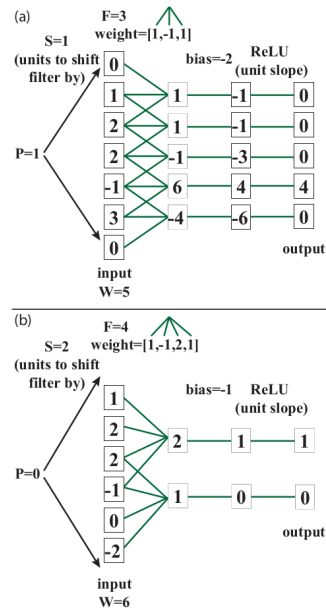 (a)
F=3
weight=[1,-1,1]
S=1
(units to shift
filter by)
bias=-2
ReLU
(unit slope)
P=1
0
1 1 -1 0
2 1 -1 0
2 -1 -3 0
-1 6 4 4
3 -4 -6 0
0
output
input
W=5
(b)
F=4
weight=[1,-1,2,1]
S=2
(units to shift
filter by)
bias=-1
ReLU
(unit slope)
P=0
1
2
2 1 1
2
-1
1 0 0
0
-2
output
input
W=6